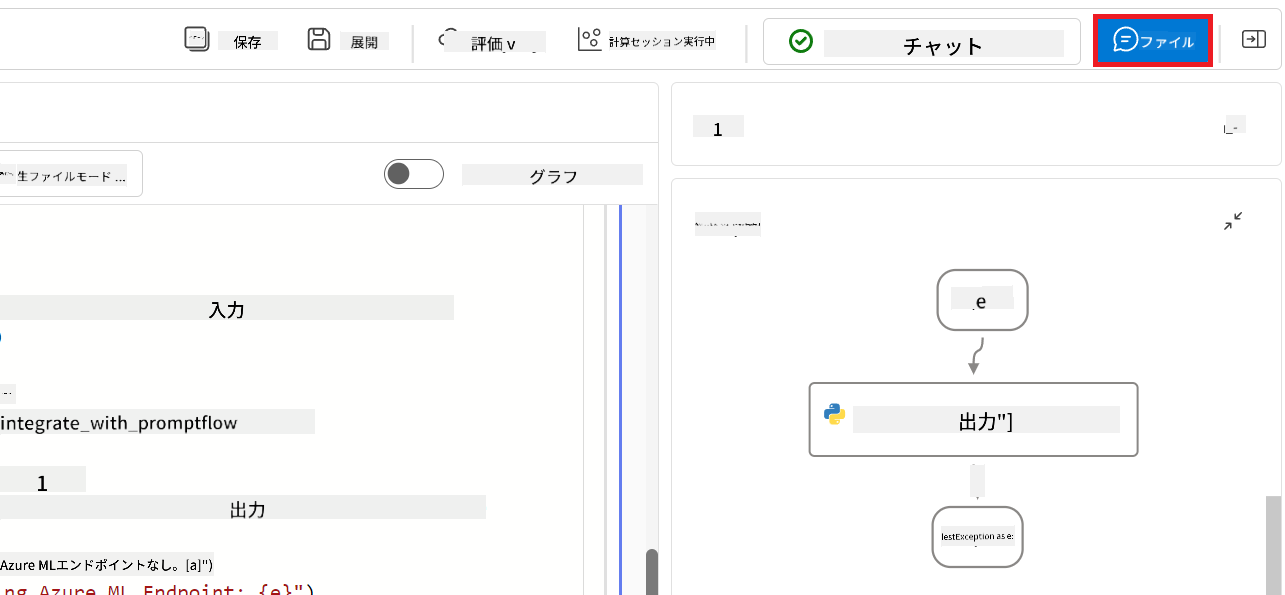 保存
展開
評価 v
計算セッション実行中
チャット
ファイル
1
生ファイルモード ...
グラフ
入力
integrate_with_promptflow
1
出力
Azure MLエンドポイントなし。[a]")
ng Azure ML Endpoint: {e}")
e
出力"]
lestException as e: